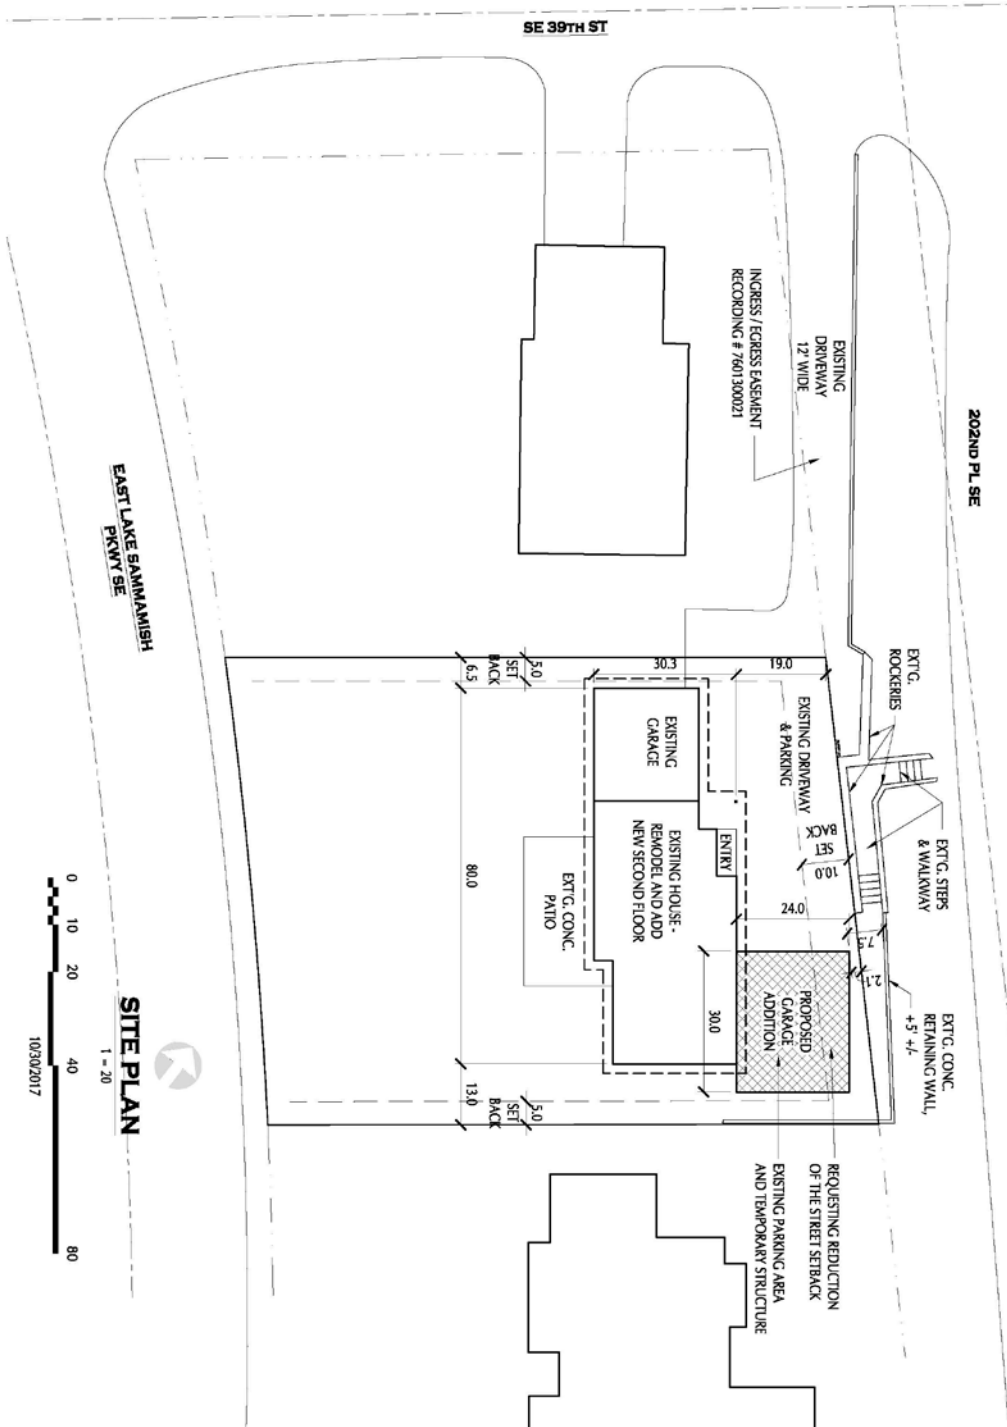 SE 39TH ST
202ND PL SE
EXISTING
DRIVEWAY
12' WIDE
INGRESS / EGRESS EASEMENT
RECORDING # 7601300021
EAST LAKE SAMMAMISH
PKWY SE
EXT'G.
ROCKERIES
EXT'G. STEPS
& WALKWAY
EXT'G. CONC.
RETAINING WALL,
+5' +/-
19.0
30.3
5.0
SET
BACK
6.5
EXISTING DRIVEWAY
& PARKING
SET
BACK
10.0
EXISTING
GARAGE
ENTRY
EXISTING HOUSE -
REMODEL AND ADD
NEW SECOND FLOOR
EXT'G. CONC.
PATIO
80.0
24.0
7.5
2.1
30.0
PROPOSED
GARAGE
ADDITION
5.0
SET
BACK
13.0
REQUESTING REDUCTION
OF THE STREET SETBACK
EXISTING PARKING AREA
AND TEMPORARY STRUCTURE
SITE PLAN
1 = 20
10/30/2017
0 10 20 40 80